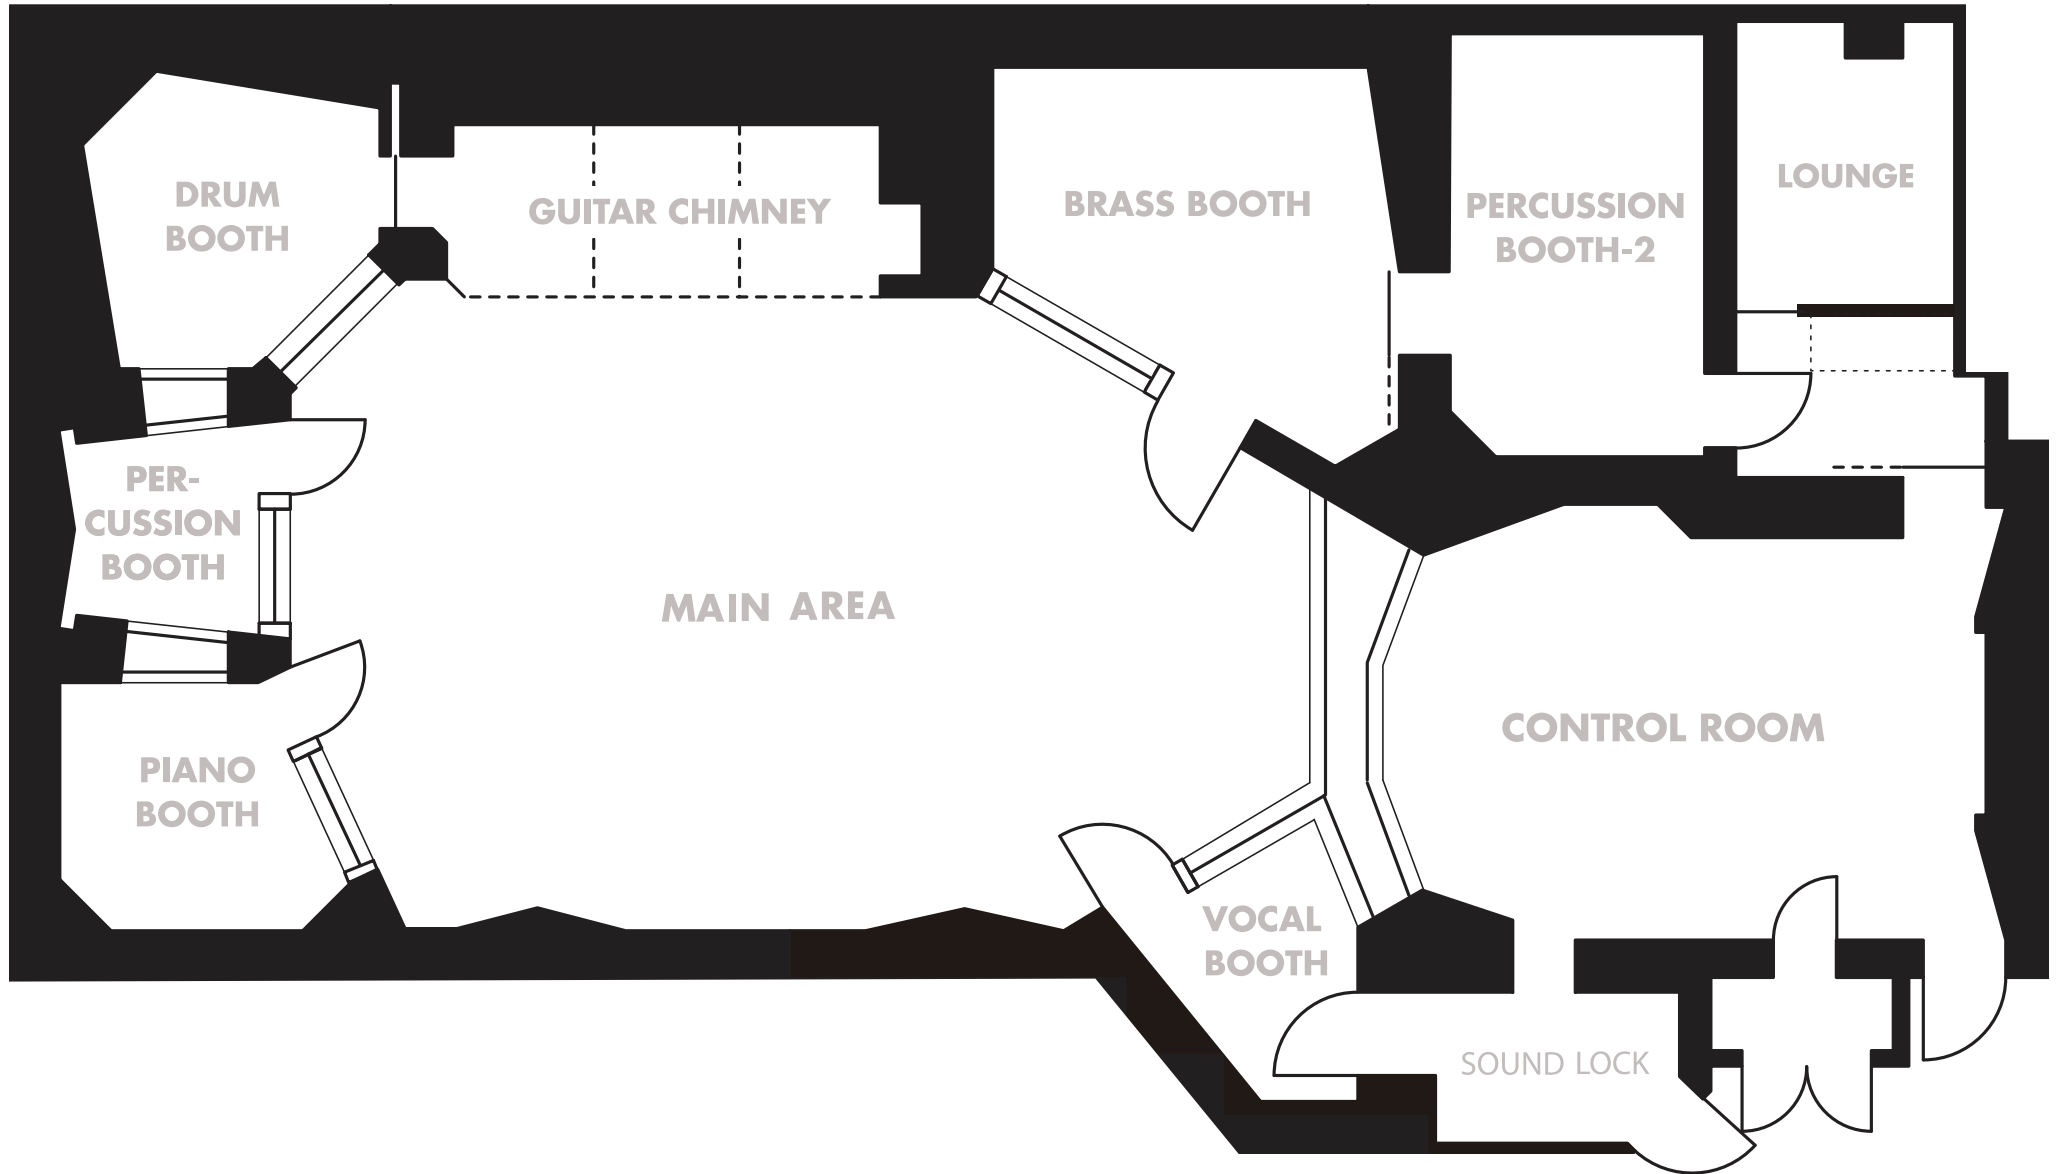 DRUM
BOOTH
GUITAR CHIMNEY
BRASS BOOTH
PERCUSSION
BOOTH-2
LOUNGE
PER-
CUSSION
BOOTH
MAIN AREA
CONTROL ROOM
PIANO
BOOTH
VOCAL
BOOTH
SOUND LOCK